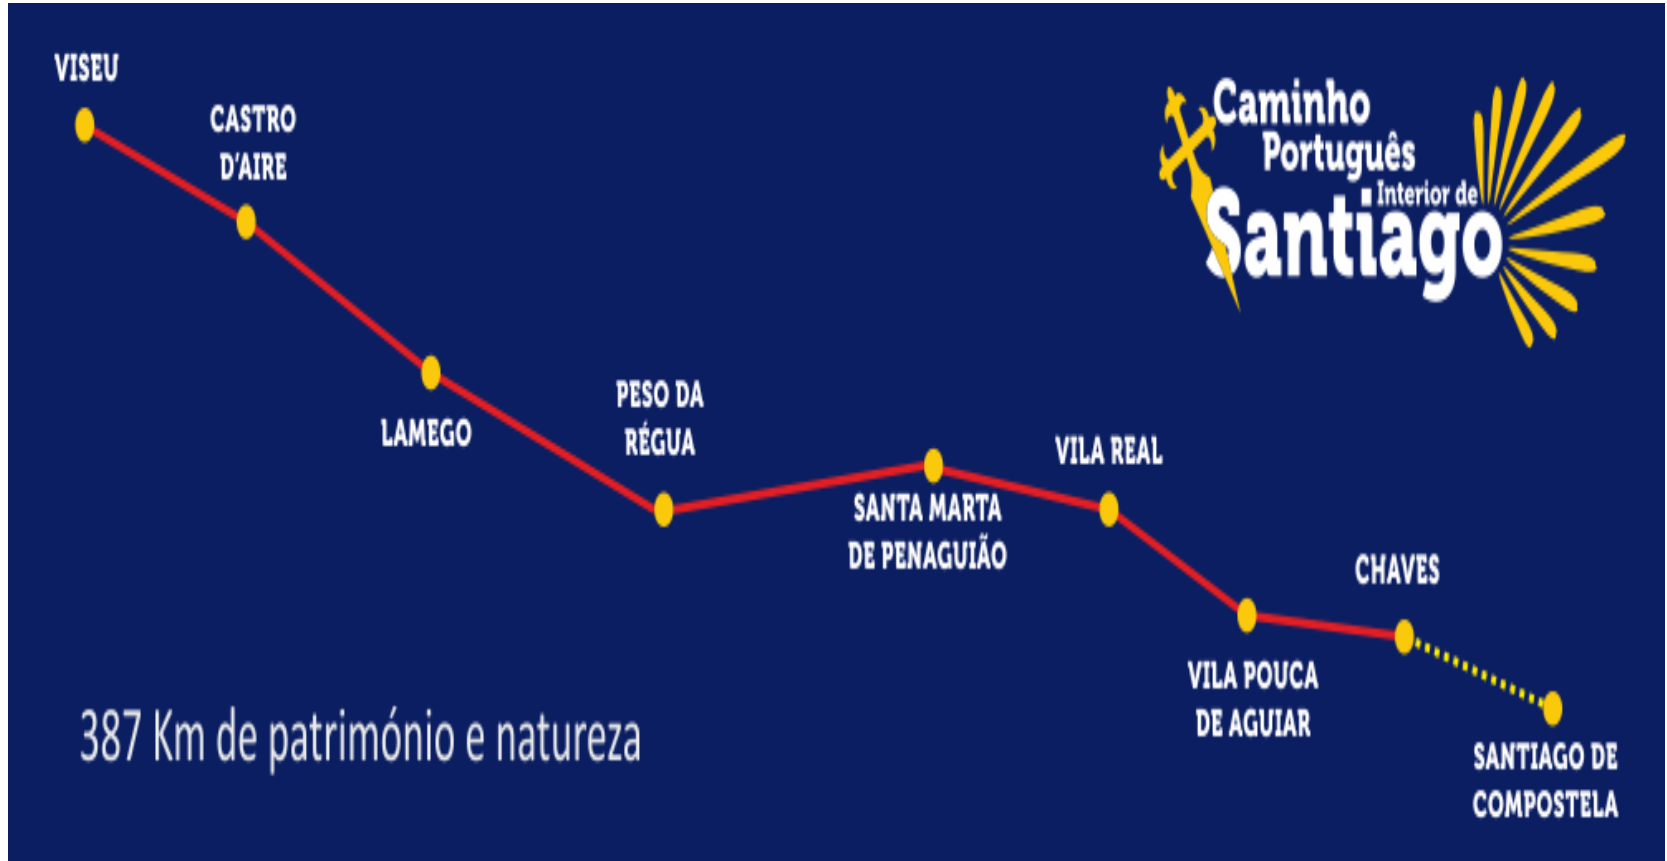 VISEU
CASTRO
D'AIRE
LAMEGO
PESO DA
RÉGUA
SANTA MARTA
DE PENAGUIÃO
VILA REAL
VILA POUCA
DE AGUIAR
CHAVES
SANTIAGO DE
COMPOSTELA
Caminho
Português
Interior de
Santiago
387 Km de património e natureza